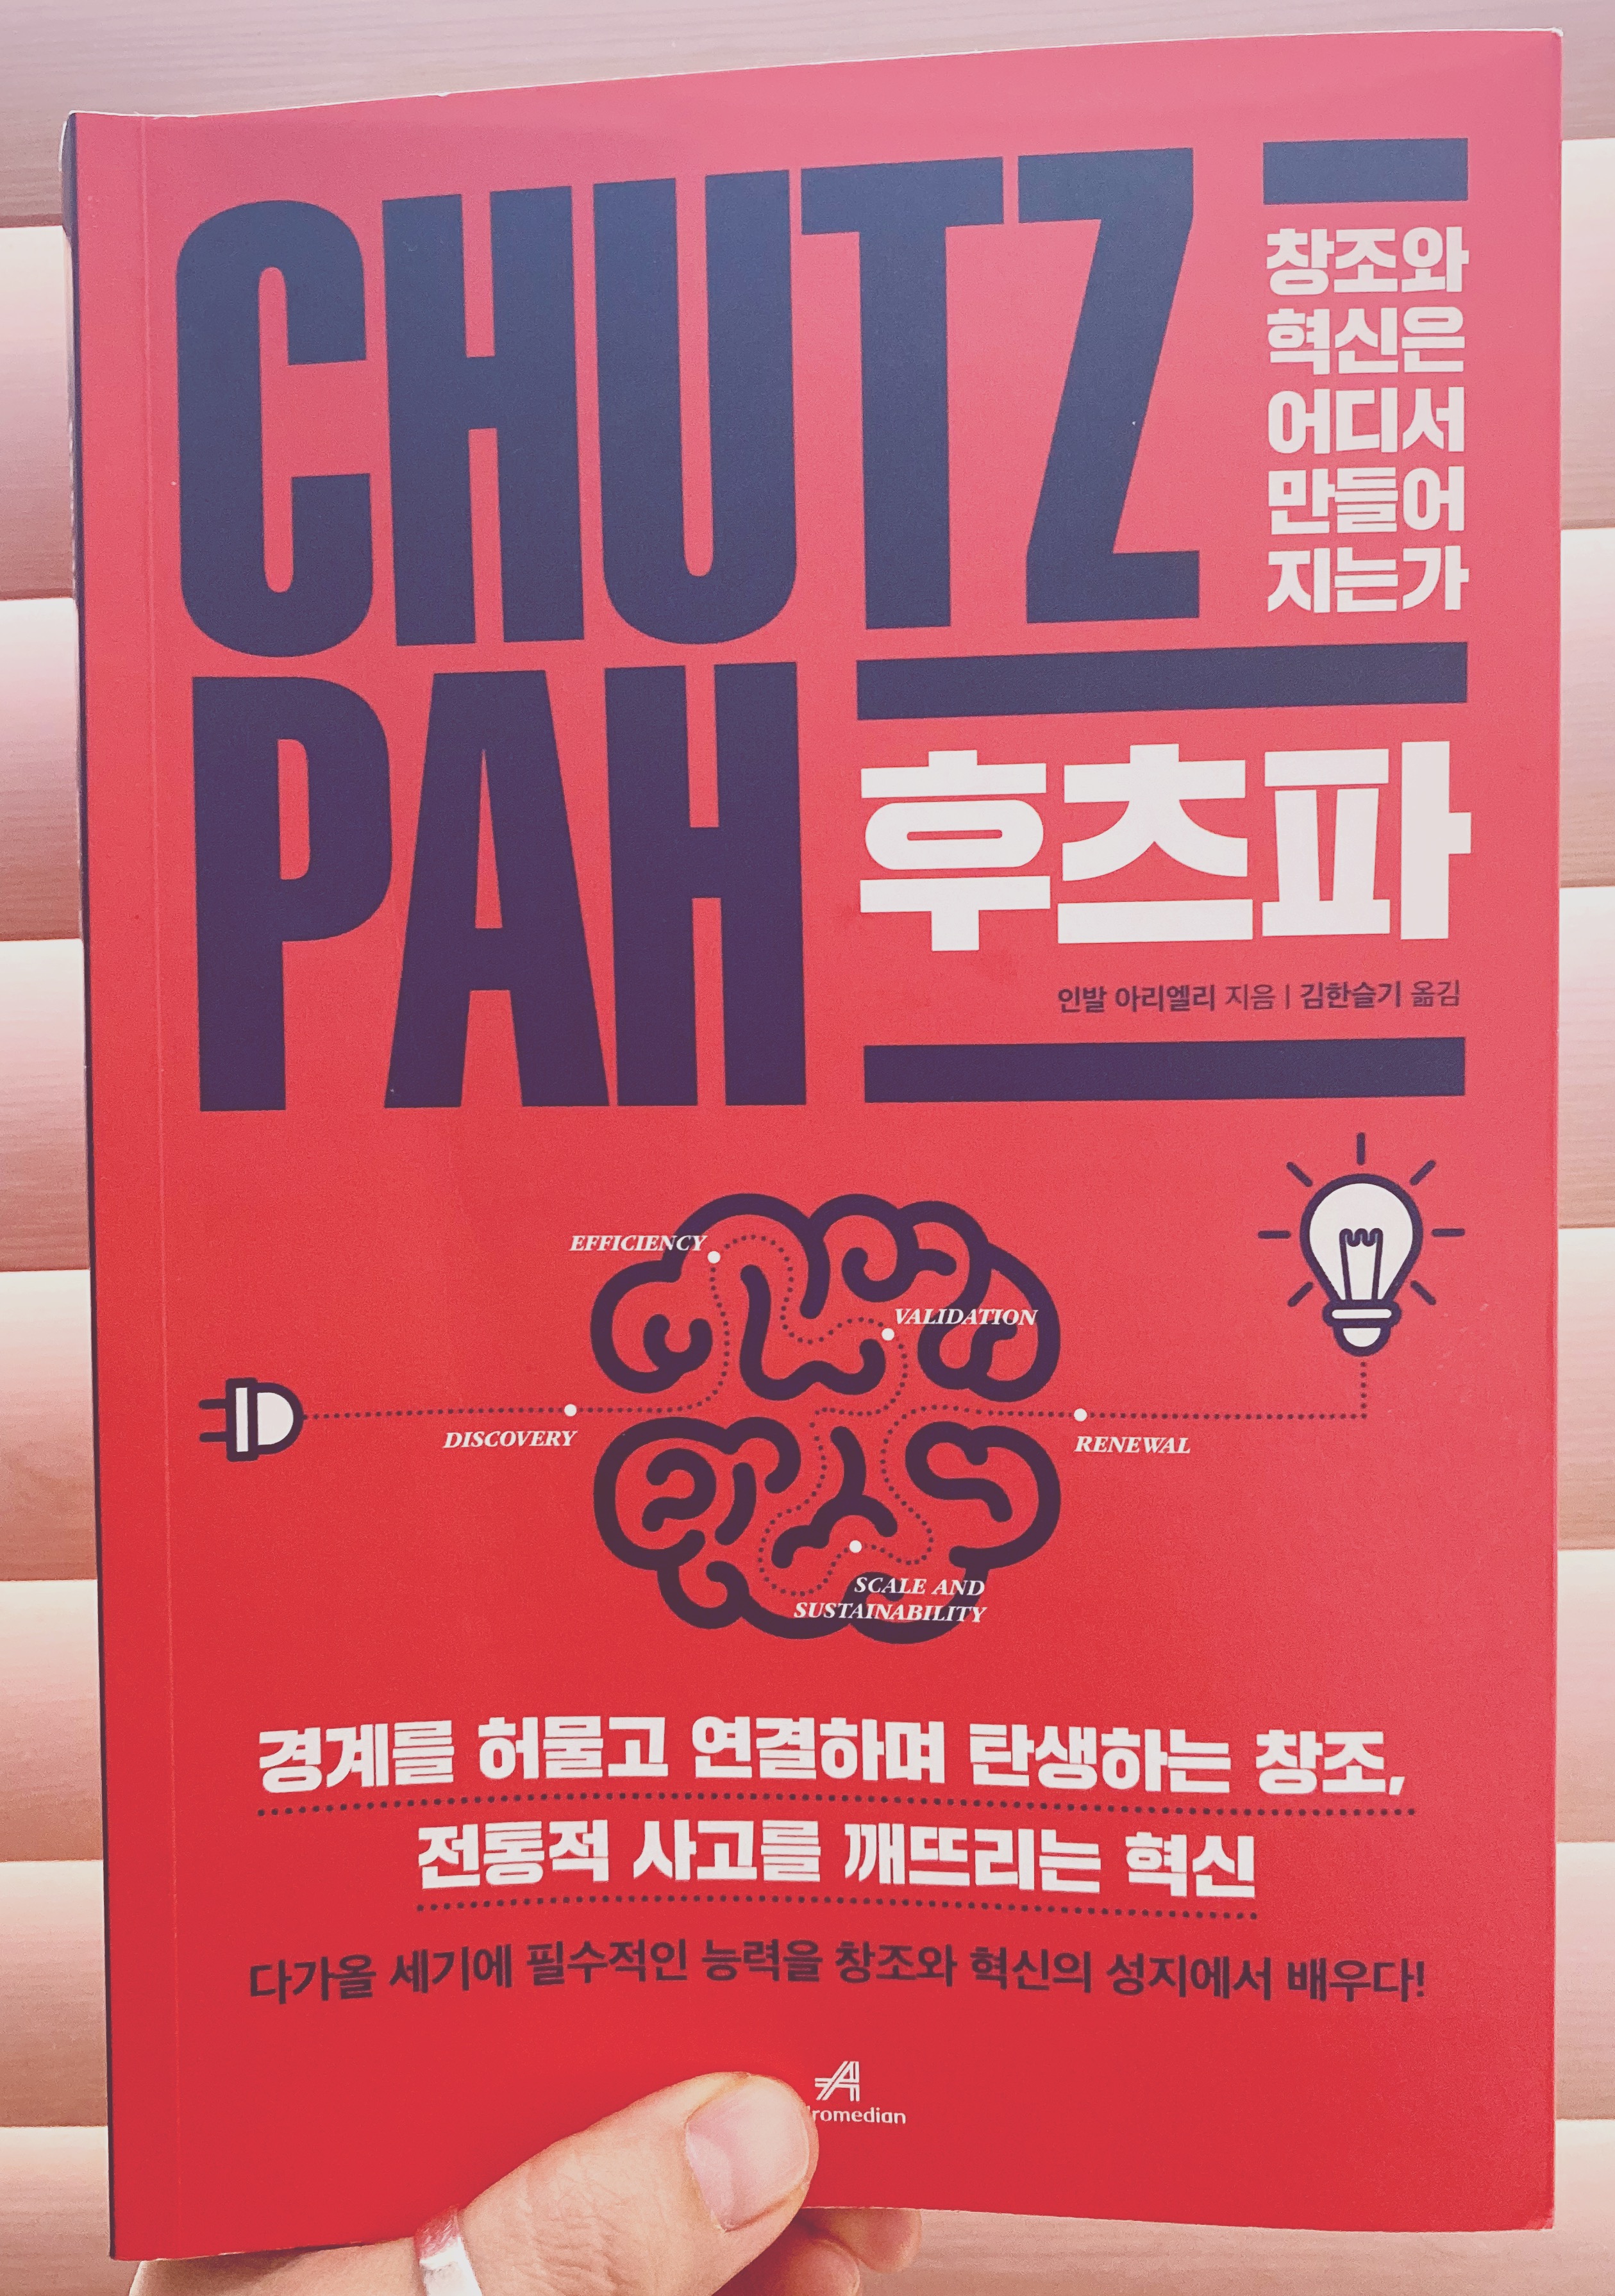 CHUTZ
PAH
창조와
혁신은
어디서
만들어
지는가
후츠파
인발 아리엘리 지음 | 김한슬기 옮김
EFFICIENCY
VALIDATION
DISCOVERY
RENEWAL
SCALE AND
SUSTAINABILITY
경계를 허물고 연결하며 탄생하는 창조,
전통적 사고를 깨뜨리는 혁신
다가올 세기에 필수적인 능력을 창조와 혁신의 성지에서 배우다!